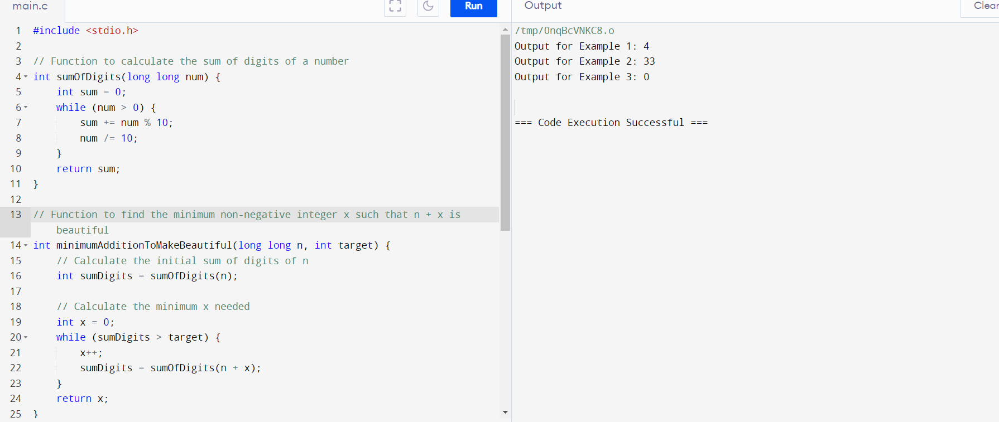 main.c
Run
Output
Clear
1 #include <stdio.h>
2
3 // Function to calculate the sum of digits of a number
4 int sumOfDigits(long long num) {
5     int sum = 0;
6     while (num > 0) {
7         sum += num % 10;
8         num /= 10;
9     }
10     return sum;
11 }
12
13 // Function to find the minimum non-negative integer x such that n + x is
beautiful
14 int minimumAdditionToMakeBeautiful(long long n, int target) {
15     // Calculate the initial sum of digits of n
16     int sumDigits = sumOfDigits(n);
17
18     // Calculate the minimum x needed
19     int x = 0;
20     while (sumDigits > target) {
21         x++;
22         sumDigits = sumOfDigits(n + x);
23     }
24     return x;
25 }
/tmp/0nqBcVNKC8.o
Output for Example 1: 4
Output for Example 2: 33
Output for Example 3: 0
=== Code Execution Successful ===